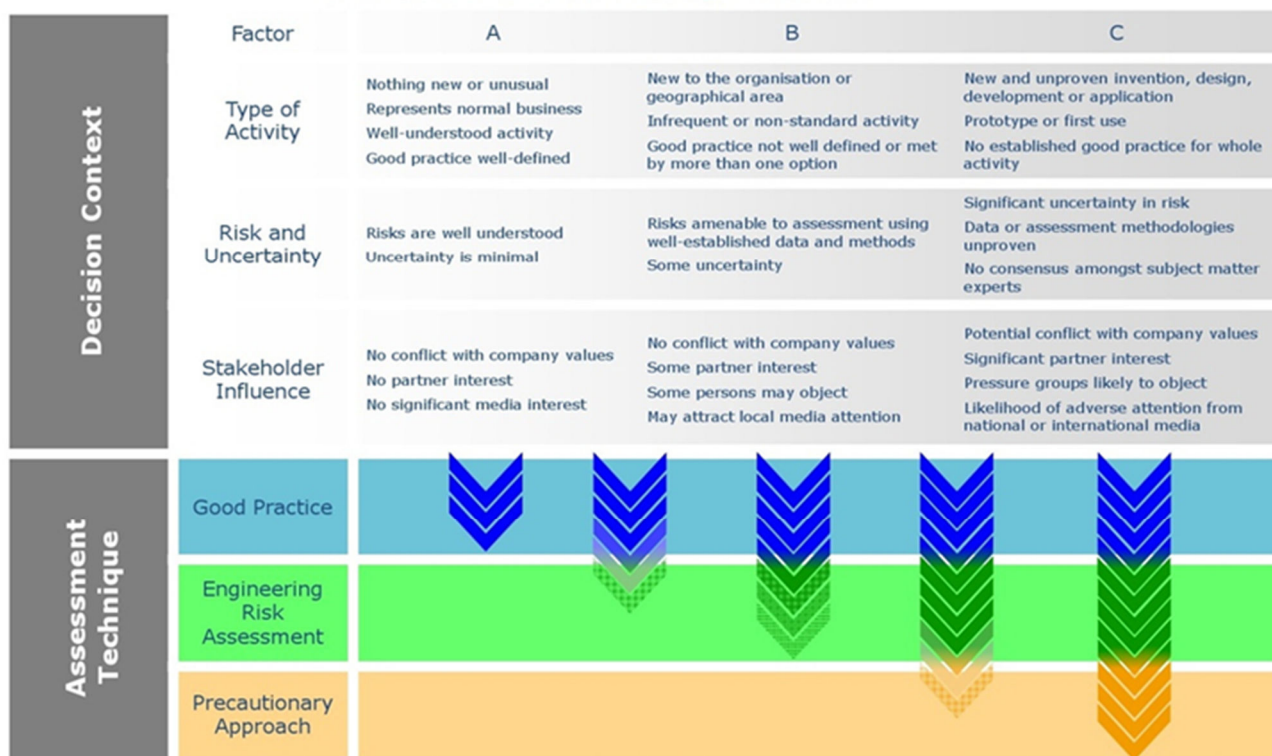 Factor
A
B
C
Decision Context
Type of
Activity
Nothing new or unusual
Represents normal business
Well-understood activity
Good practice well-defined
New to the organisation or
geographical area
Infrequent or non-standard activity
Good practice not well defined or met
by more than one option
New and unproven invention, design,
development or application
Prototype or first use
No established good practice for whole
activity
Risk and
Uncertainty
Risks are well understood
Uncertainty is minimal
Risks amenable to assessment using
well-established data and methods
Some uncertainty
Significant uncertainty in risk
Data or assessment methodologies
unproven
No consensus amongst subject matter
experts
Stakeholder
Influence
No conflict with company values
No partner interest
No significant media interest
No conflict with company values
Some partner interest
Some persons may object
May attract local media attention
Potential conflict with company values
Significant partner interest
Pressure groups likely to object
Likelihood of adverse attention from
national or international media
Assessment
Technique
Good Practice
Engineering
Risk
Assessment
Precautionary
Approach